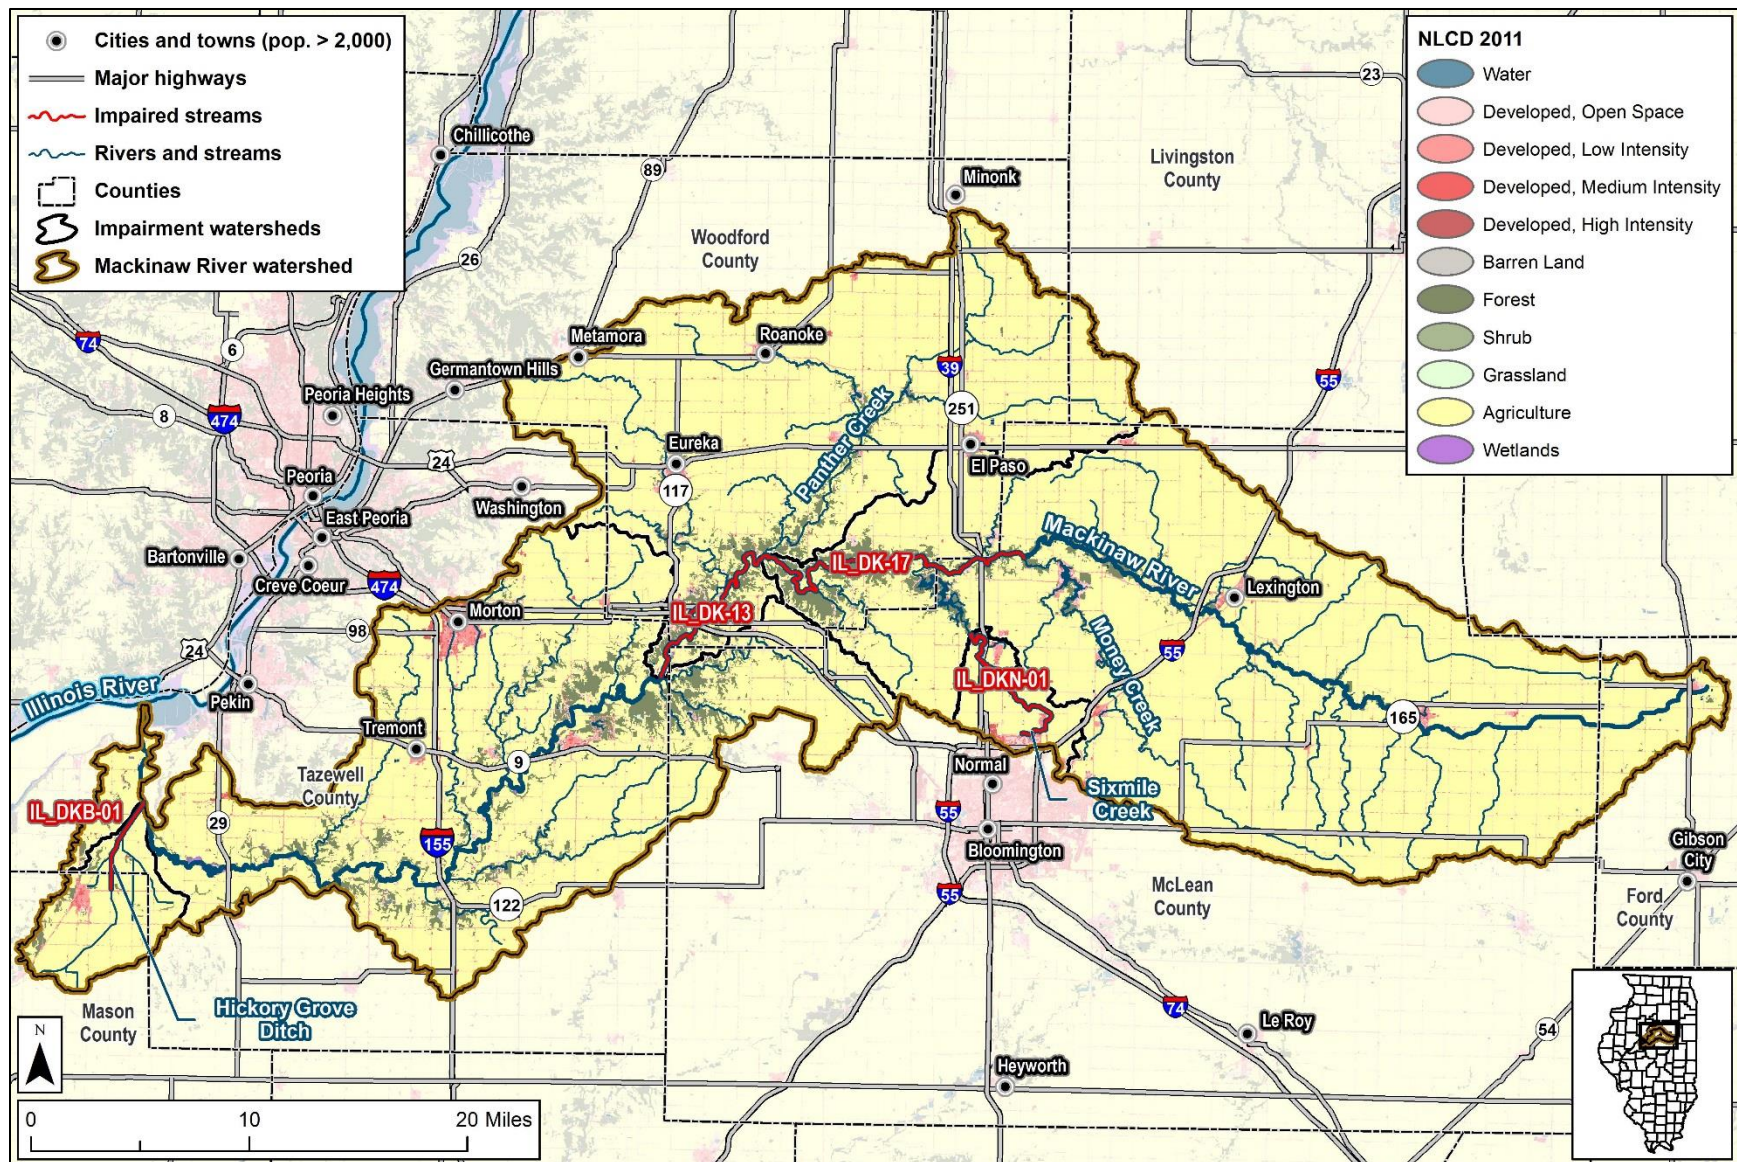 Cities and towns (pop. > 2,000)
Major highways
Impaired streams
Rivers and streams
Counties
Impairment watersheds
Mackinaw River watershed
NLCD 2011
Water
Developed, Open Space
Developed, Low Intensity
Developed, Medium Intensity
Developed, High Intensity
Barren Land
Forest
Shrub
Grassland
Agriculture
Wetlands
23
Chillicothe
89
Livingston
County
Minonk
Woodford
County
26
74
6
Metamora
Roanoke
Germantown Hills
39
55
Peoria Heights
8
474
251
Panther Creek
Eureka
24
El Paso
Peoria
117
Washington
East Peoria
Mackinaw River
Bartonville
IL_DK-17
Creve Coeur
474
Lexington
Morton
IL_DK-13
98
24
55
Money Creek
IL_DKN-01
Illinois River
Pekin
165
Tremont
9
Tazewell
County
Normal
Sixmile
Creek
IL_DKB-01
29
155
55
Bloomington
Gibson
City
McLean
County
55
122
Ford
County
Mason
County
Hickory Grove
Ditch
74
Le Roy
54
Heyworth
N
0
10
20 Miles